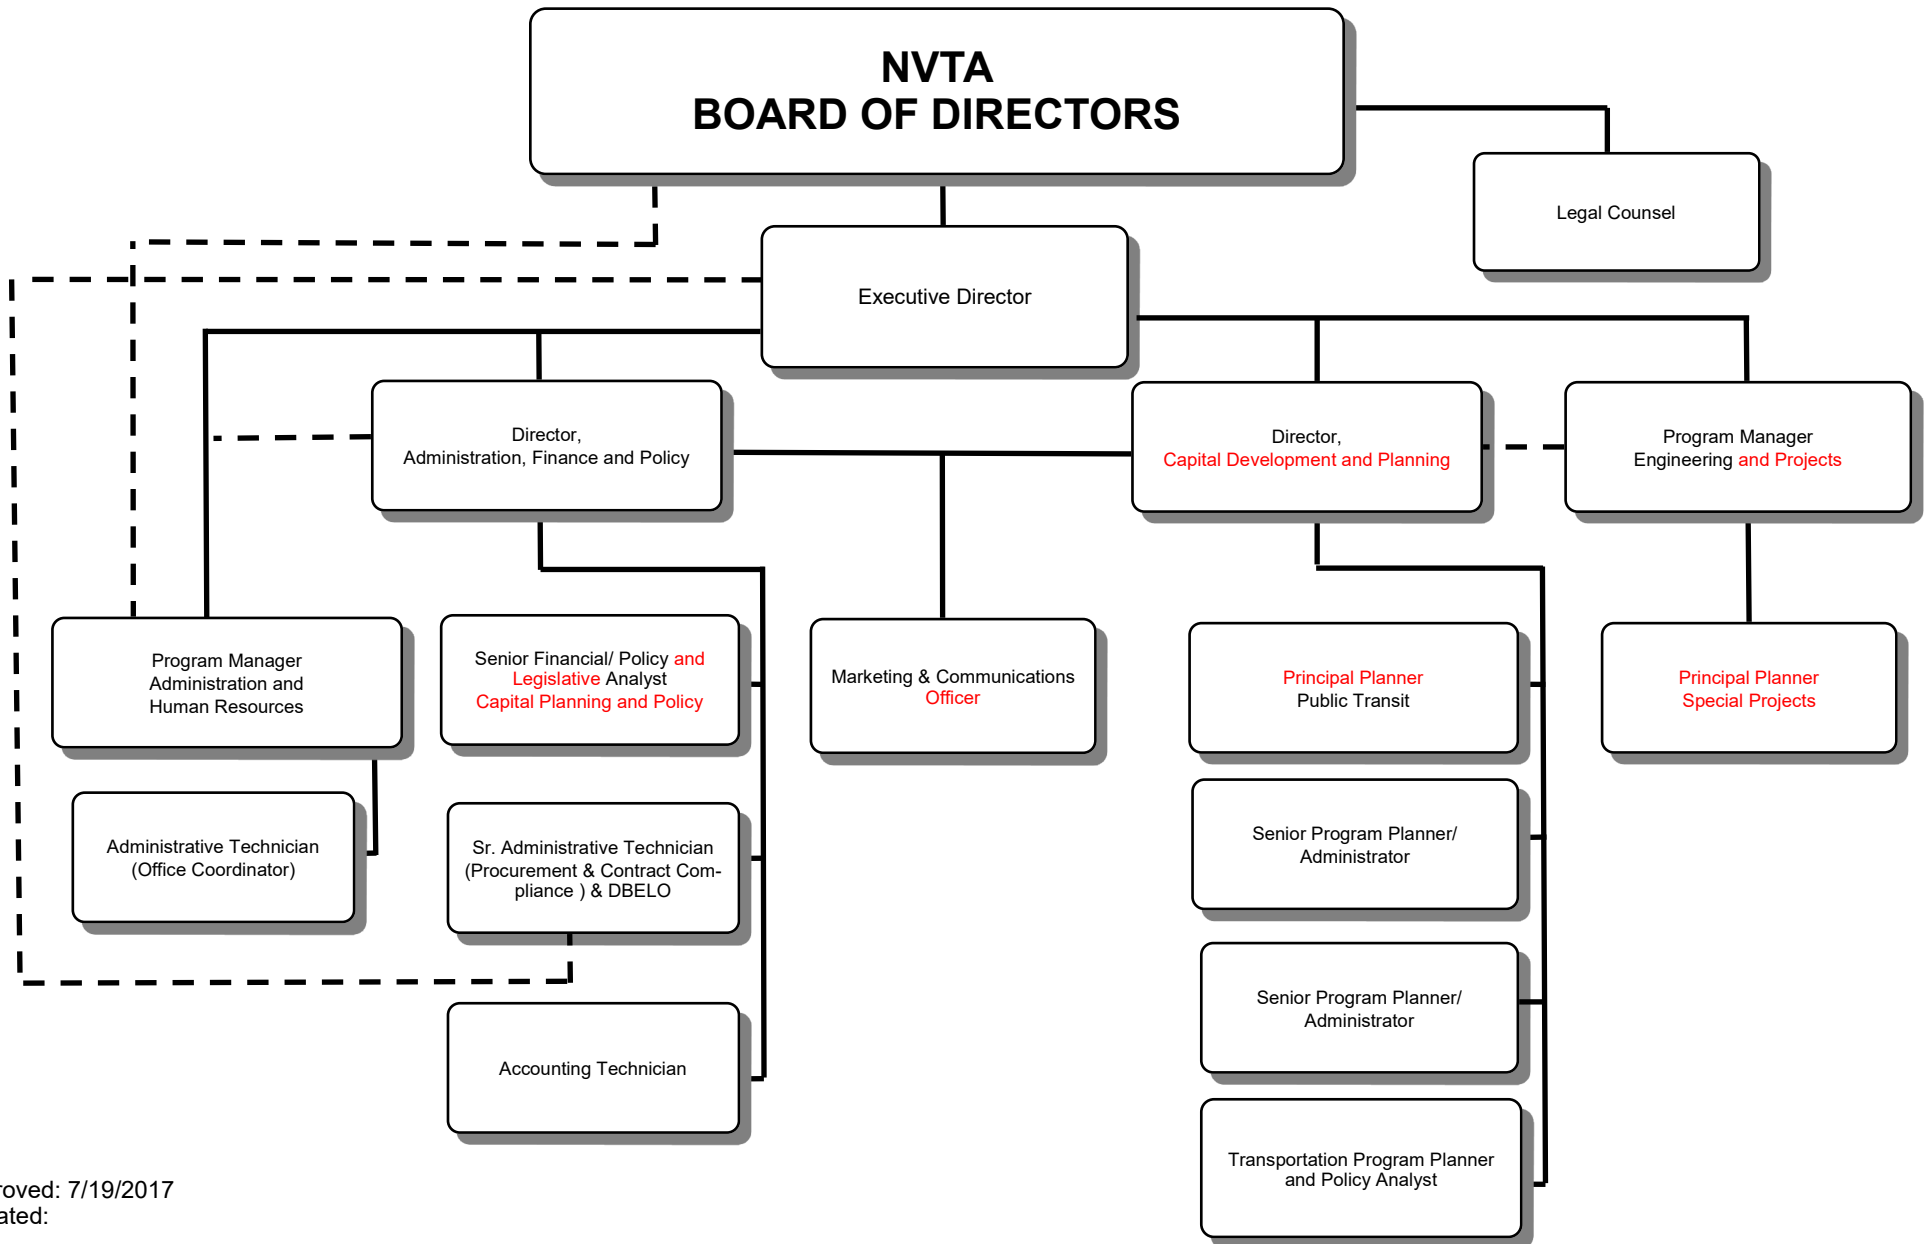 NVTA
BOARD OF DIRECTORS
Legal Counsel
Executive Director
Director,
Administration, Finance and Policy
Director,
Capital Development and Planning
Program Manager
Engineering and Projects
Program Manager
Administration and
Human Resources
Senior Financial/ Policy and
Legislative Analyst
Capital Planning and Policy
Marketing & Communications
Officer
Principal Planner
Public Transit
Principal Planner
Special Projects
Administrative Technician
(Office Coordinator)
Sr. Administrative Technician
(Procurement & Contract Com-
pliance ) & DBELO
Senior Program Planner/
Administrator
Senior Program Planner/
Administrator
Accounting Technician
Transportation Program Planner
and Policy Analyst
roved: 7/19/2017
ated: